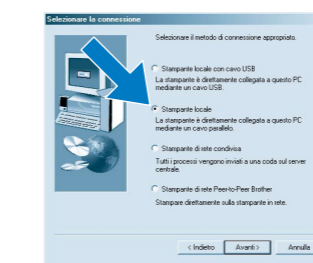 Selezionare la connessione
Selezionare il metodo di connessione appropriato.
Stampante locale con cavo USB
La stampante è direttamente collegata a questo PC
mediante un cavo USB.
Stampante locale
La stampante è direttamente collegata a questo PC
mediante un cavo parallelo.
Stampante di rete condivisa
Tutti i processi vengono inviati a una coda sul server
centrale.
Stampante di rete Peer-to-Peer Brother
Stampare direttamente sulla stampante in rete.
< Indietro
Avanti >
Annulla